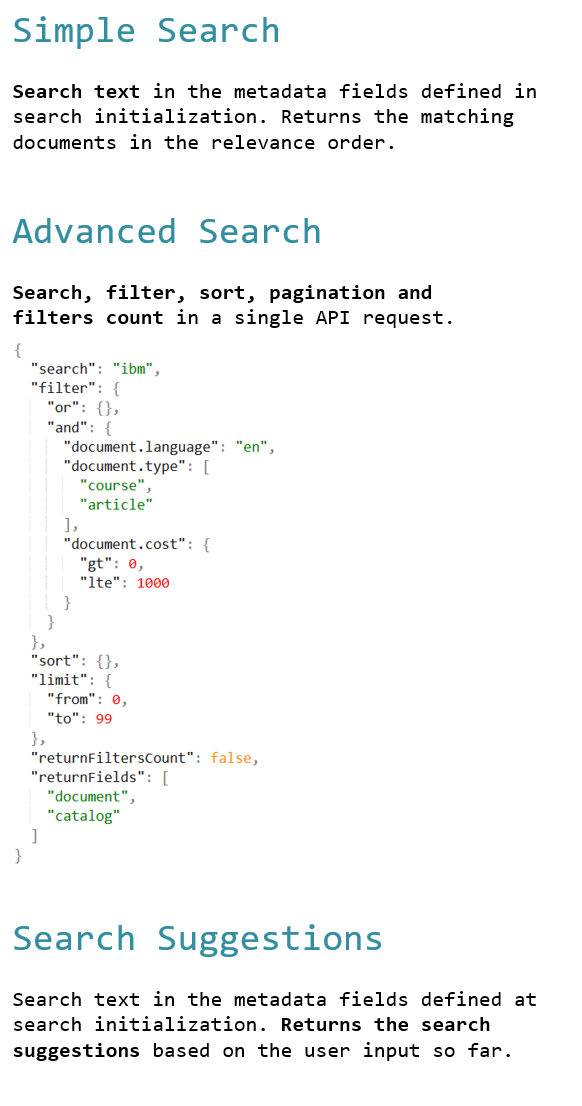 Simple Search
Search text in the metadata fields defined in
search initialization. Returns the matching
documents in the relevance order.
Advanced Search
Search, filter, sort, pagination and
filters count in a single API request.
{
  "search": "ibm",
  "filter": {
    "or": {},
    "and": {
      "document.language": "en",
      "document.type": [
        "course",
        "article"
      ],
      "document.cost": {
        "gt": 0,
        "lte": 1000
      }
    }
  },
  "sort": {},
  "limit": {
    "from": 0,
    "to": 99
  },
  "returnFiltersCount": false,
  "returnFields": [
    "document",
    "catalog"
  ]
}
Search Suggestions
Search text in the metadata fields defined at
search initialization. Returns the search
suggestions based on the user input so far.